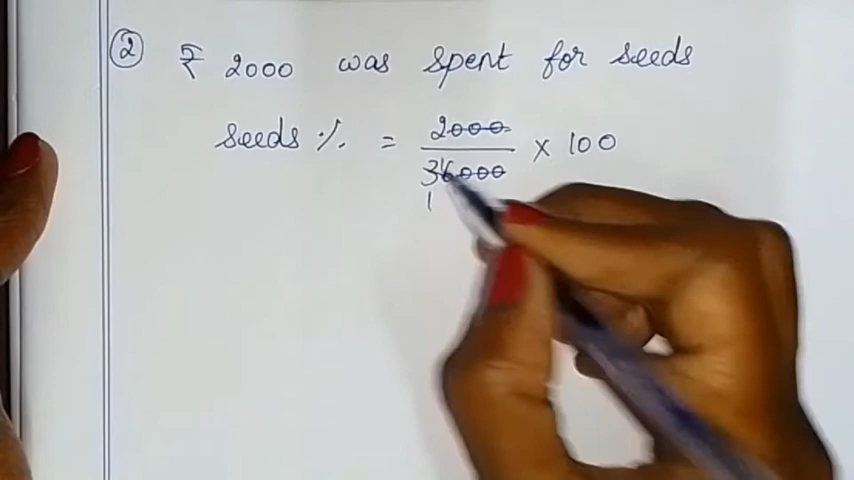 ② ₹ 2000 was spent for seeds
seeds % = 2000 / 36000 × 100
1